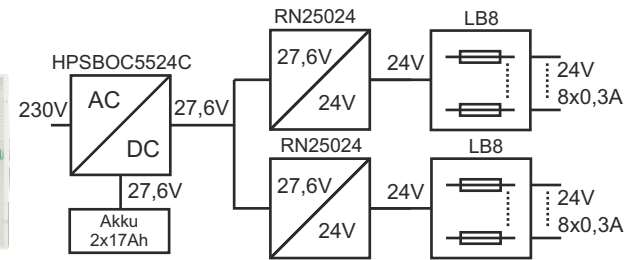 HPSBOC5524C
230V
AC
DC
27,6V
27,6V
Akku
2x17Ah
RN25024
27,6V
24V
24V
LB8
24V
8x0,3A
RN25024
27,6V
24V
24V
LB8
24V
8x0,3A